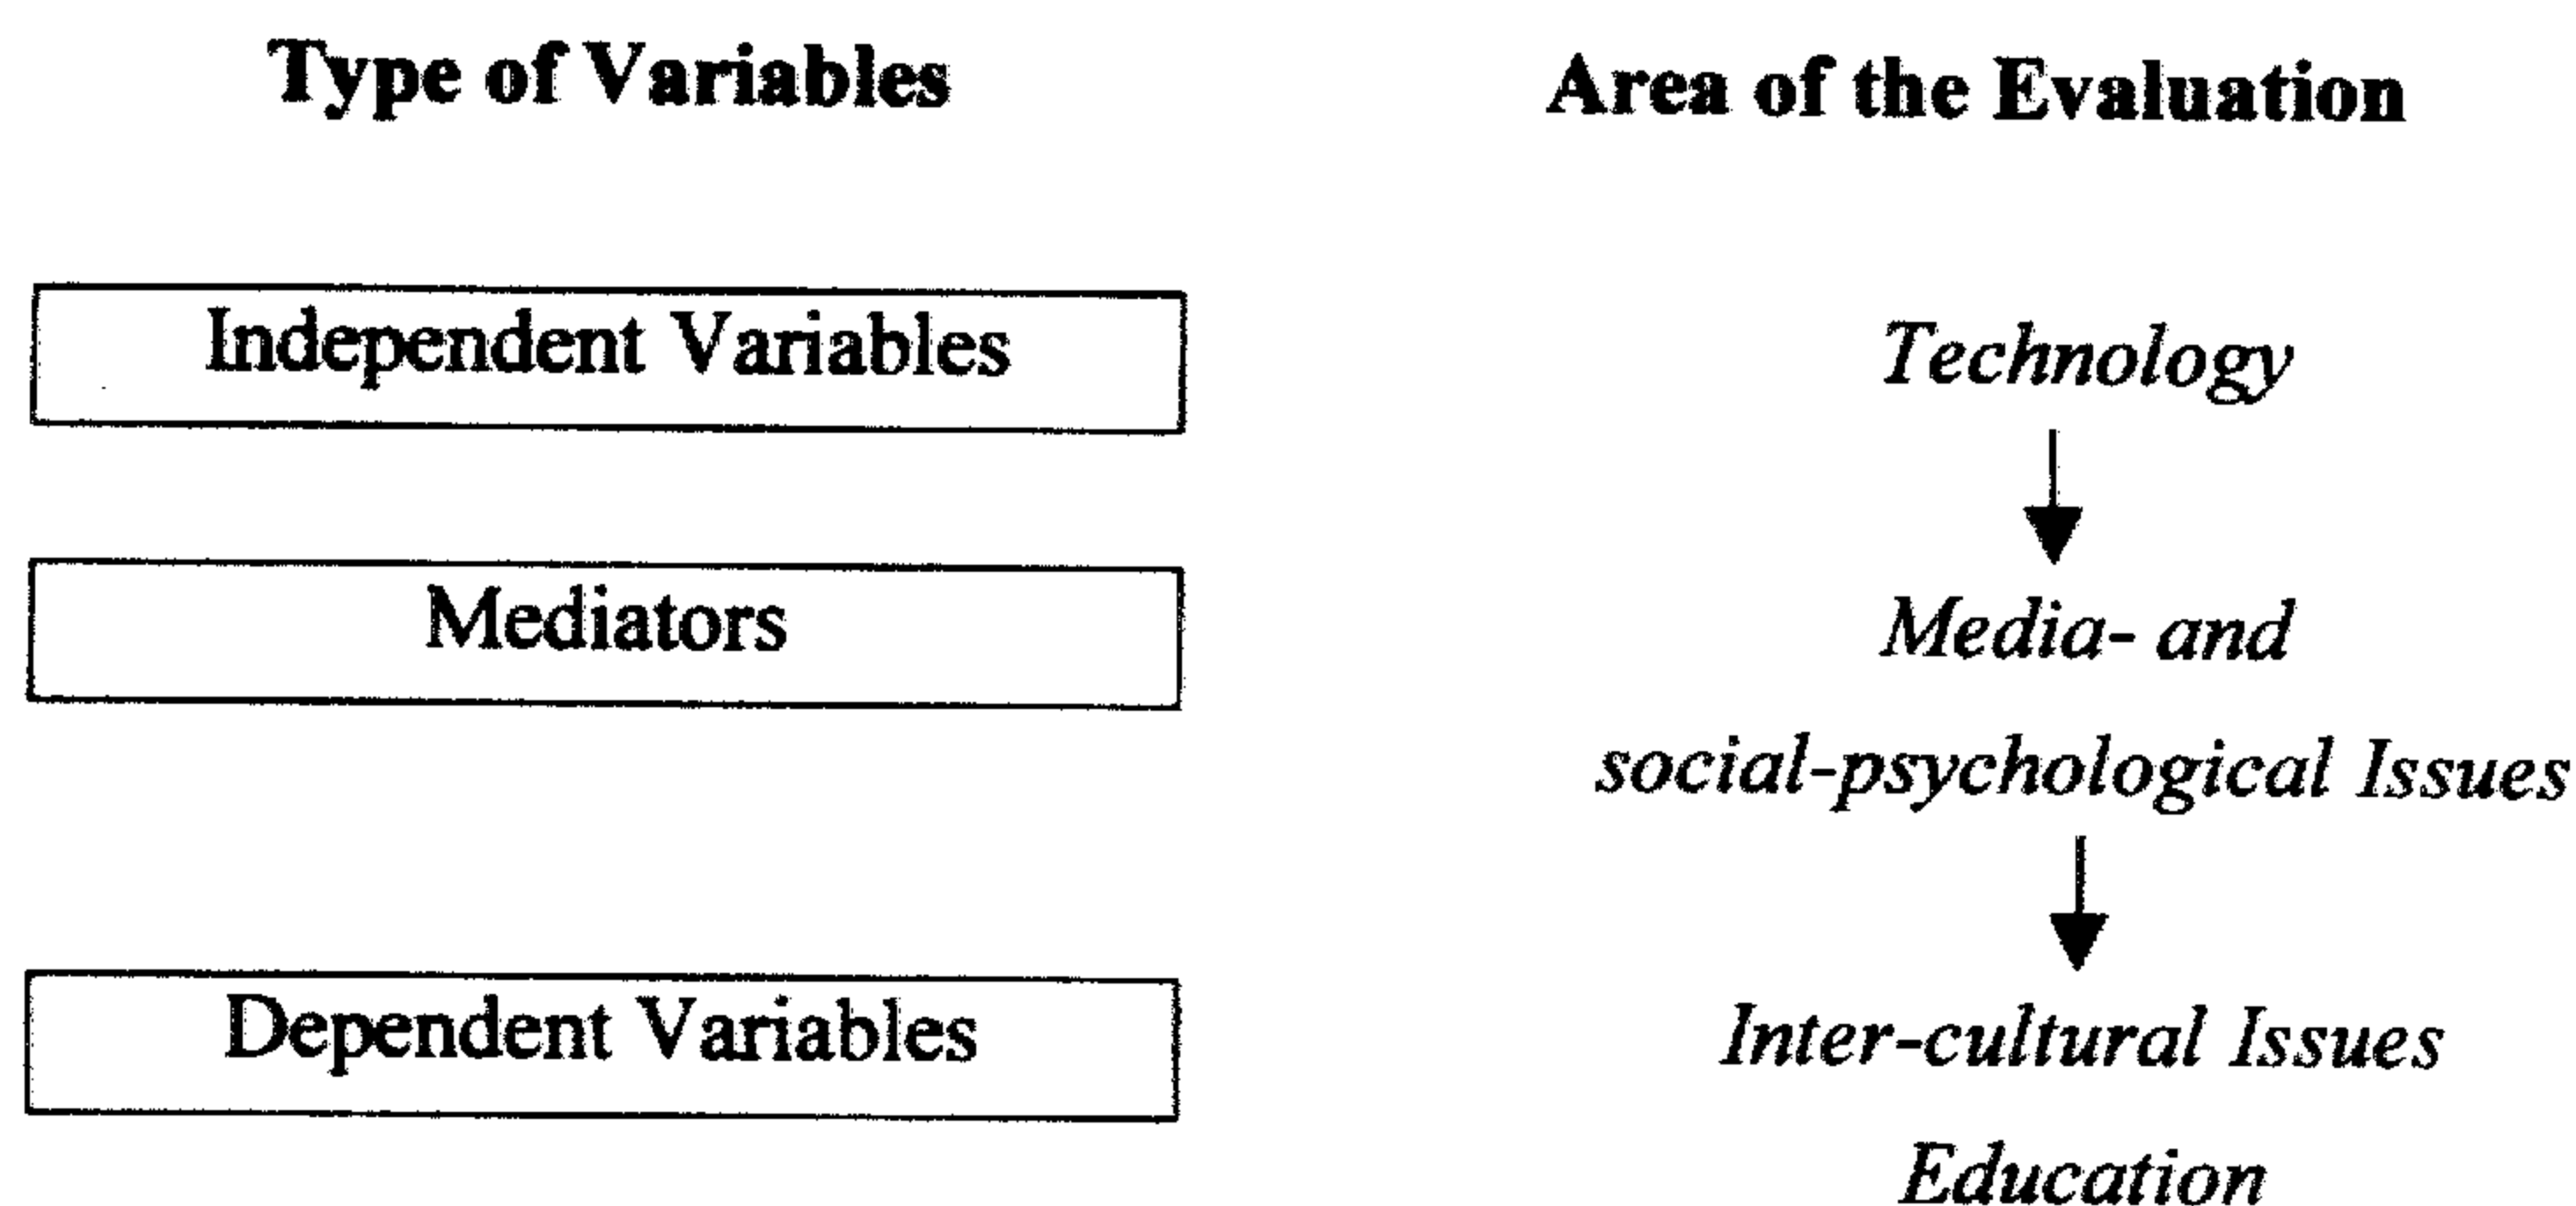 Type of Variables
Area of the Evaluation
Independent Variables
Technology
Mediators
Media- and
social-psychological Issues
Dependent Variables
Inter-cultural Issues
Education